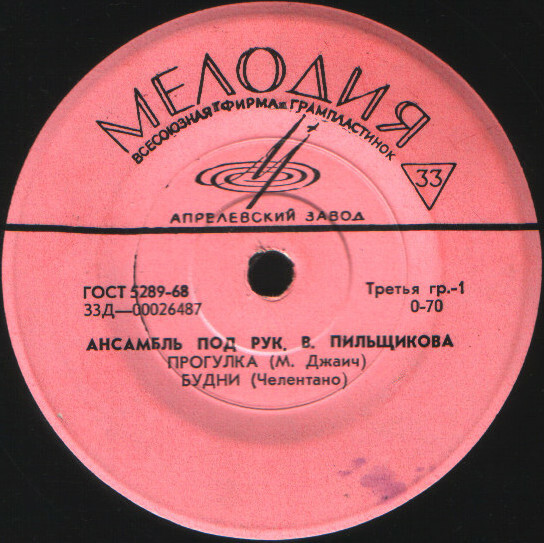 МЕЛОДИЯ
ВСЕСОЮЗНАЯ "ФИРМА" ГРАМПЛАСТИНОК
33
АПРЕЛЕВСКИЙ ЗАВОД
ГОСТ 5289-68
Третья гр.-1
33Д—00026487
0-70
АНСАМБЛЬ ПОД РУК. В. ПИЛЬЩИКОВА
ПРОГУЛКА (М. Джаич)
БУДНИ (Челентано)